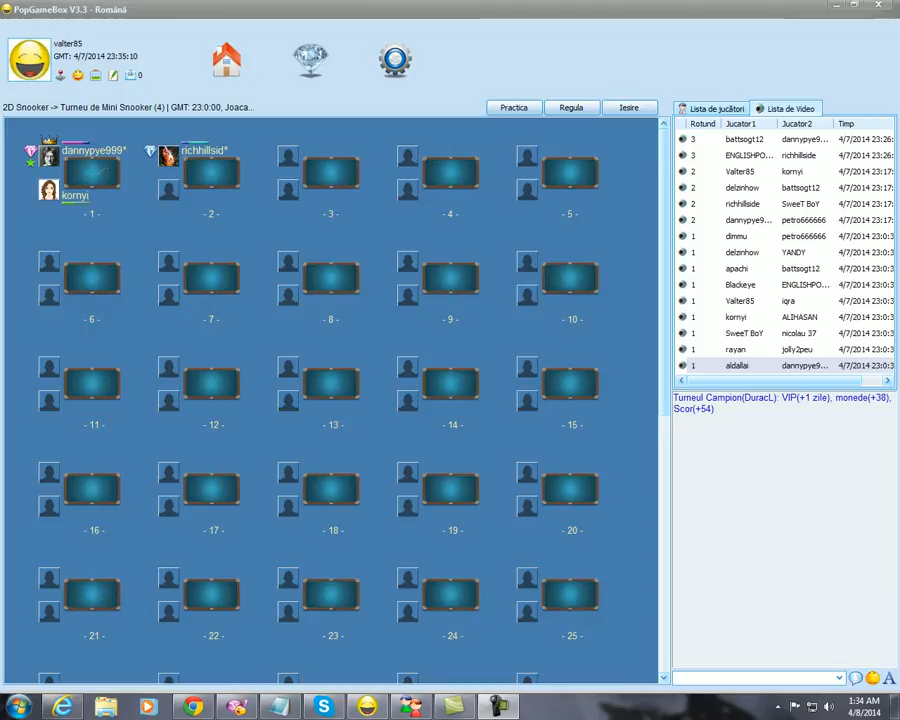 PopGameBox V3.3 - Română
valter85
GMT: 4/7/2014 23:35:10
0
2D Snooker -> Turneu de Mini Snooker (4) | GMT: 23:0:00, Joaca...
Practica
Regula
Iesire
Lista de jucători
Lista de Video
Rotund Jucator1 Jucator2 Timp
3 battsogt12 dannypye9... 4/7/2014 23:26:
3 ENGLISHPO... richhillside 4/7/2014 23:26:
2 Valter85 kornyi 4/7/2014 23:17:
2 delzinhow battsogt12 4/7/2014 23:17:
2 richhillside SweeT BoY 4/7/2014 23:17:
2 dannypye9... petro666666 4/7/2014 23:17:
1 dimmu petro666666 4/7/2014 23:0:3
1 delzinhow YANDY 4/7/2014 23:0:3
1 apachi battsogt12 4/7/2014 23:0:3
1 Blackeye ENGLISHPO... 4/7/2014 23:0:3
1 Valter85 iqra 4/7/2014 23:0:3
1 kornyi ALIHASAN 4/7/2014 23:0:3
1 SweeT BoY nicolau 37 4/7/2014 23:0:3
1 rayan jolly2peu 4/7/2014 23:0:3
1 aldallai dannypye9... 4/7/2014 23:0:3
Turneul Campion(DuracL): VIP(+1 zile), monede(+38),
Scor(+54)
dannypye999*
kornyi
richhillsid*
- 1 - - 2 - - 3 - - 4 - - 5 -
- 6 - - 7 - - 8 - - 9 - - 10 -
- 11 - - 12 - - 13 - - 14 - - 15 -
- 16 - - 17 - - 18 - - 19 - - 20 -
- 21 - - 22 - - 23 - - 24 - - 25 -
A
1:34 AM
4/8/2014